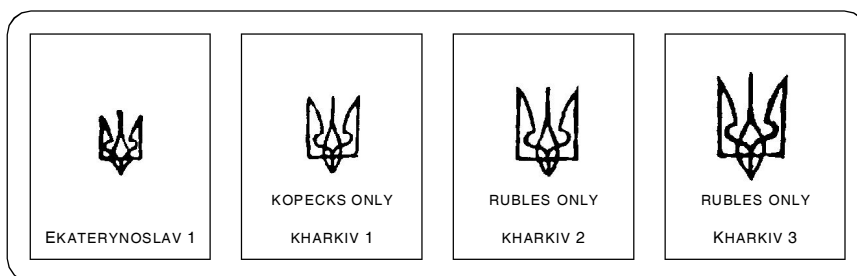 EKATERYNOSLAV 1
KOPECKS ONLY
KHARKIV 1
RUBLES ONLY
KHARKIV 2
RUBLES ONLY
KHARKIV 3